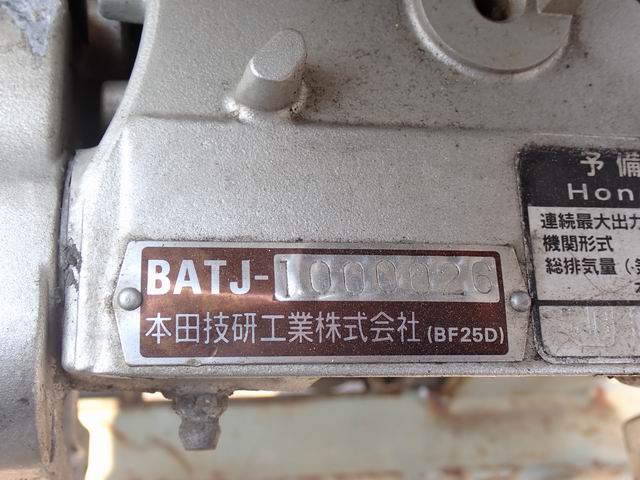 BATJ-1000026
本田技研工業株式会社 (BF25D)
予備
Hon
連続最大出力
機関形式
総排気量(